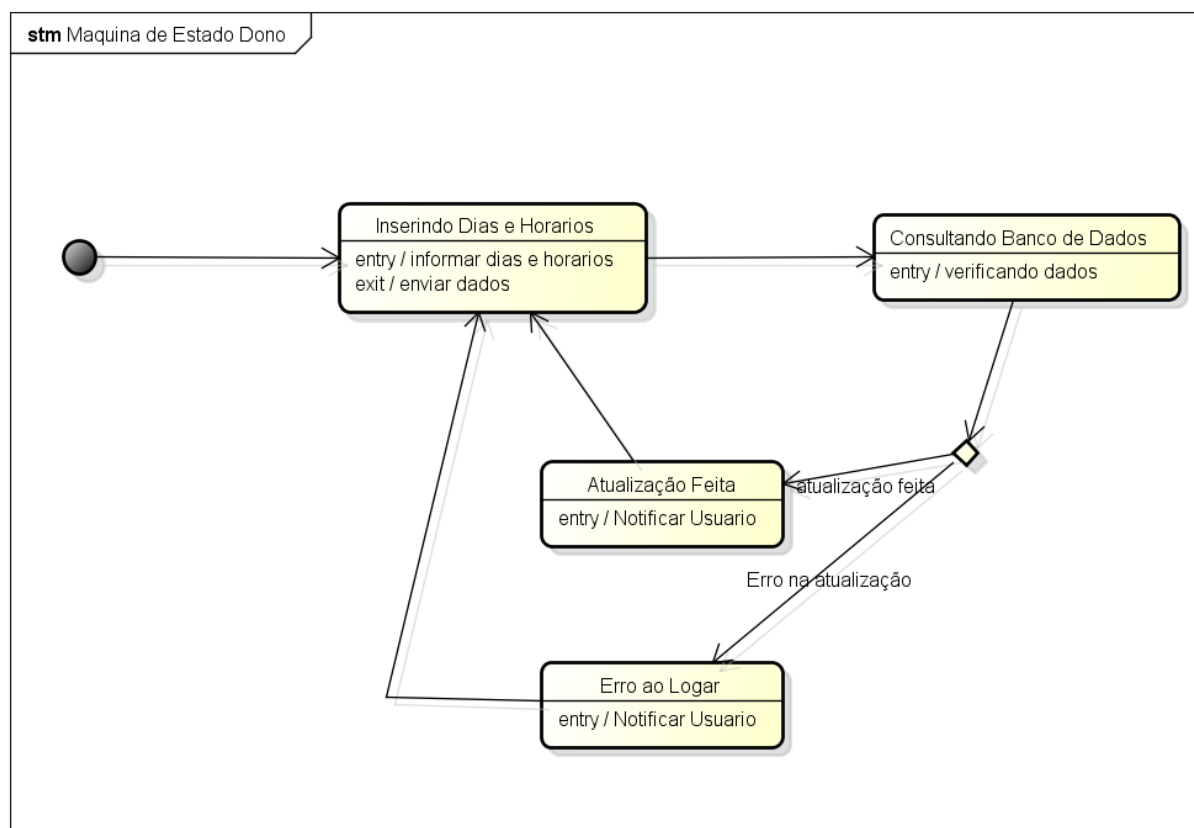 stm Maquina de Estado Dono
Inserindo Dias e Horarios
entry / informar dias e horarios
exit / enviar dados
Consultando Banco de Dados
entry / verificando dados
Atualização Feita
entry / Notificar Usuario
atualização feita
Erro na atualização
Erro ao Logar
entry / Notificar Usuario